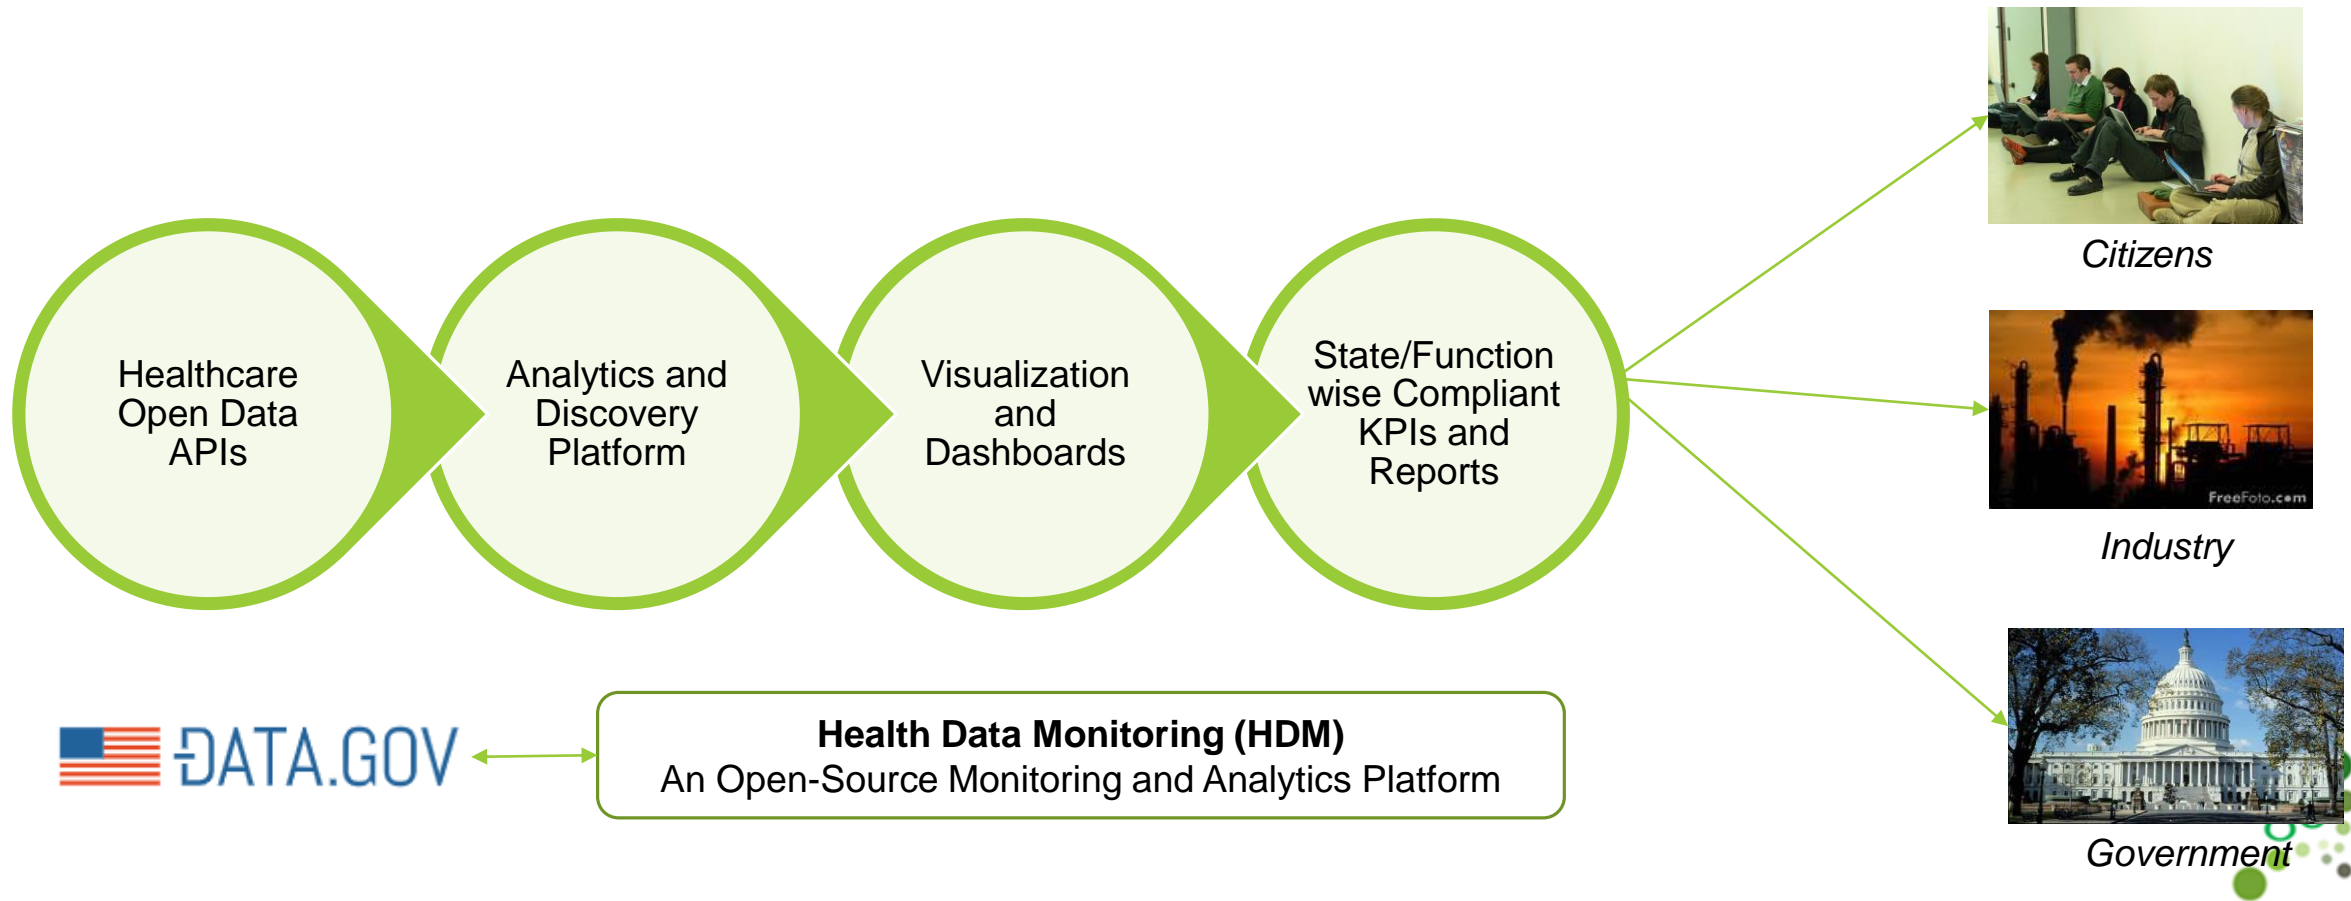 Healthcare
Open Data
APIs
Analytics and
Discovery
Platform
Visualization
and
Dashboards
State/Function
wise Compliant
KPIs and
Reports
Citizens
FreeFoto.com
Industry
Government
DATA.GOV
Health Data Monitoring (HDM)
An Open-Source Monitoring and Analytics Platform